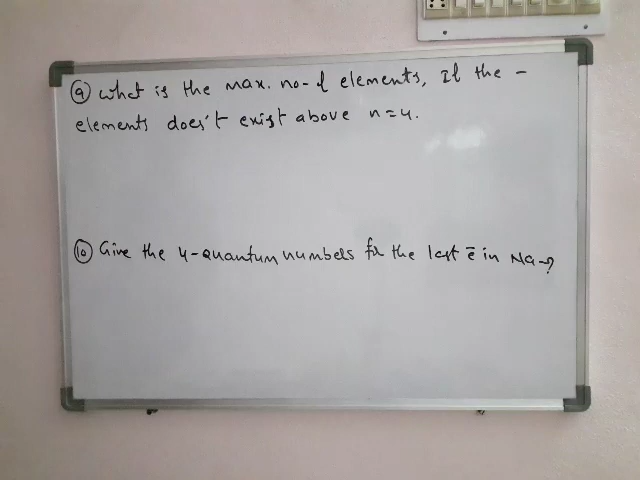 ⑨ What is the max. no-of elements, If the -
elements does't exist above n=4.
⑩ Give the 4-Quantum numbers for the last ē in Na→?